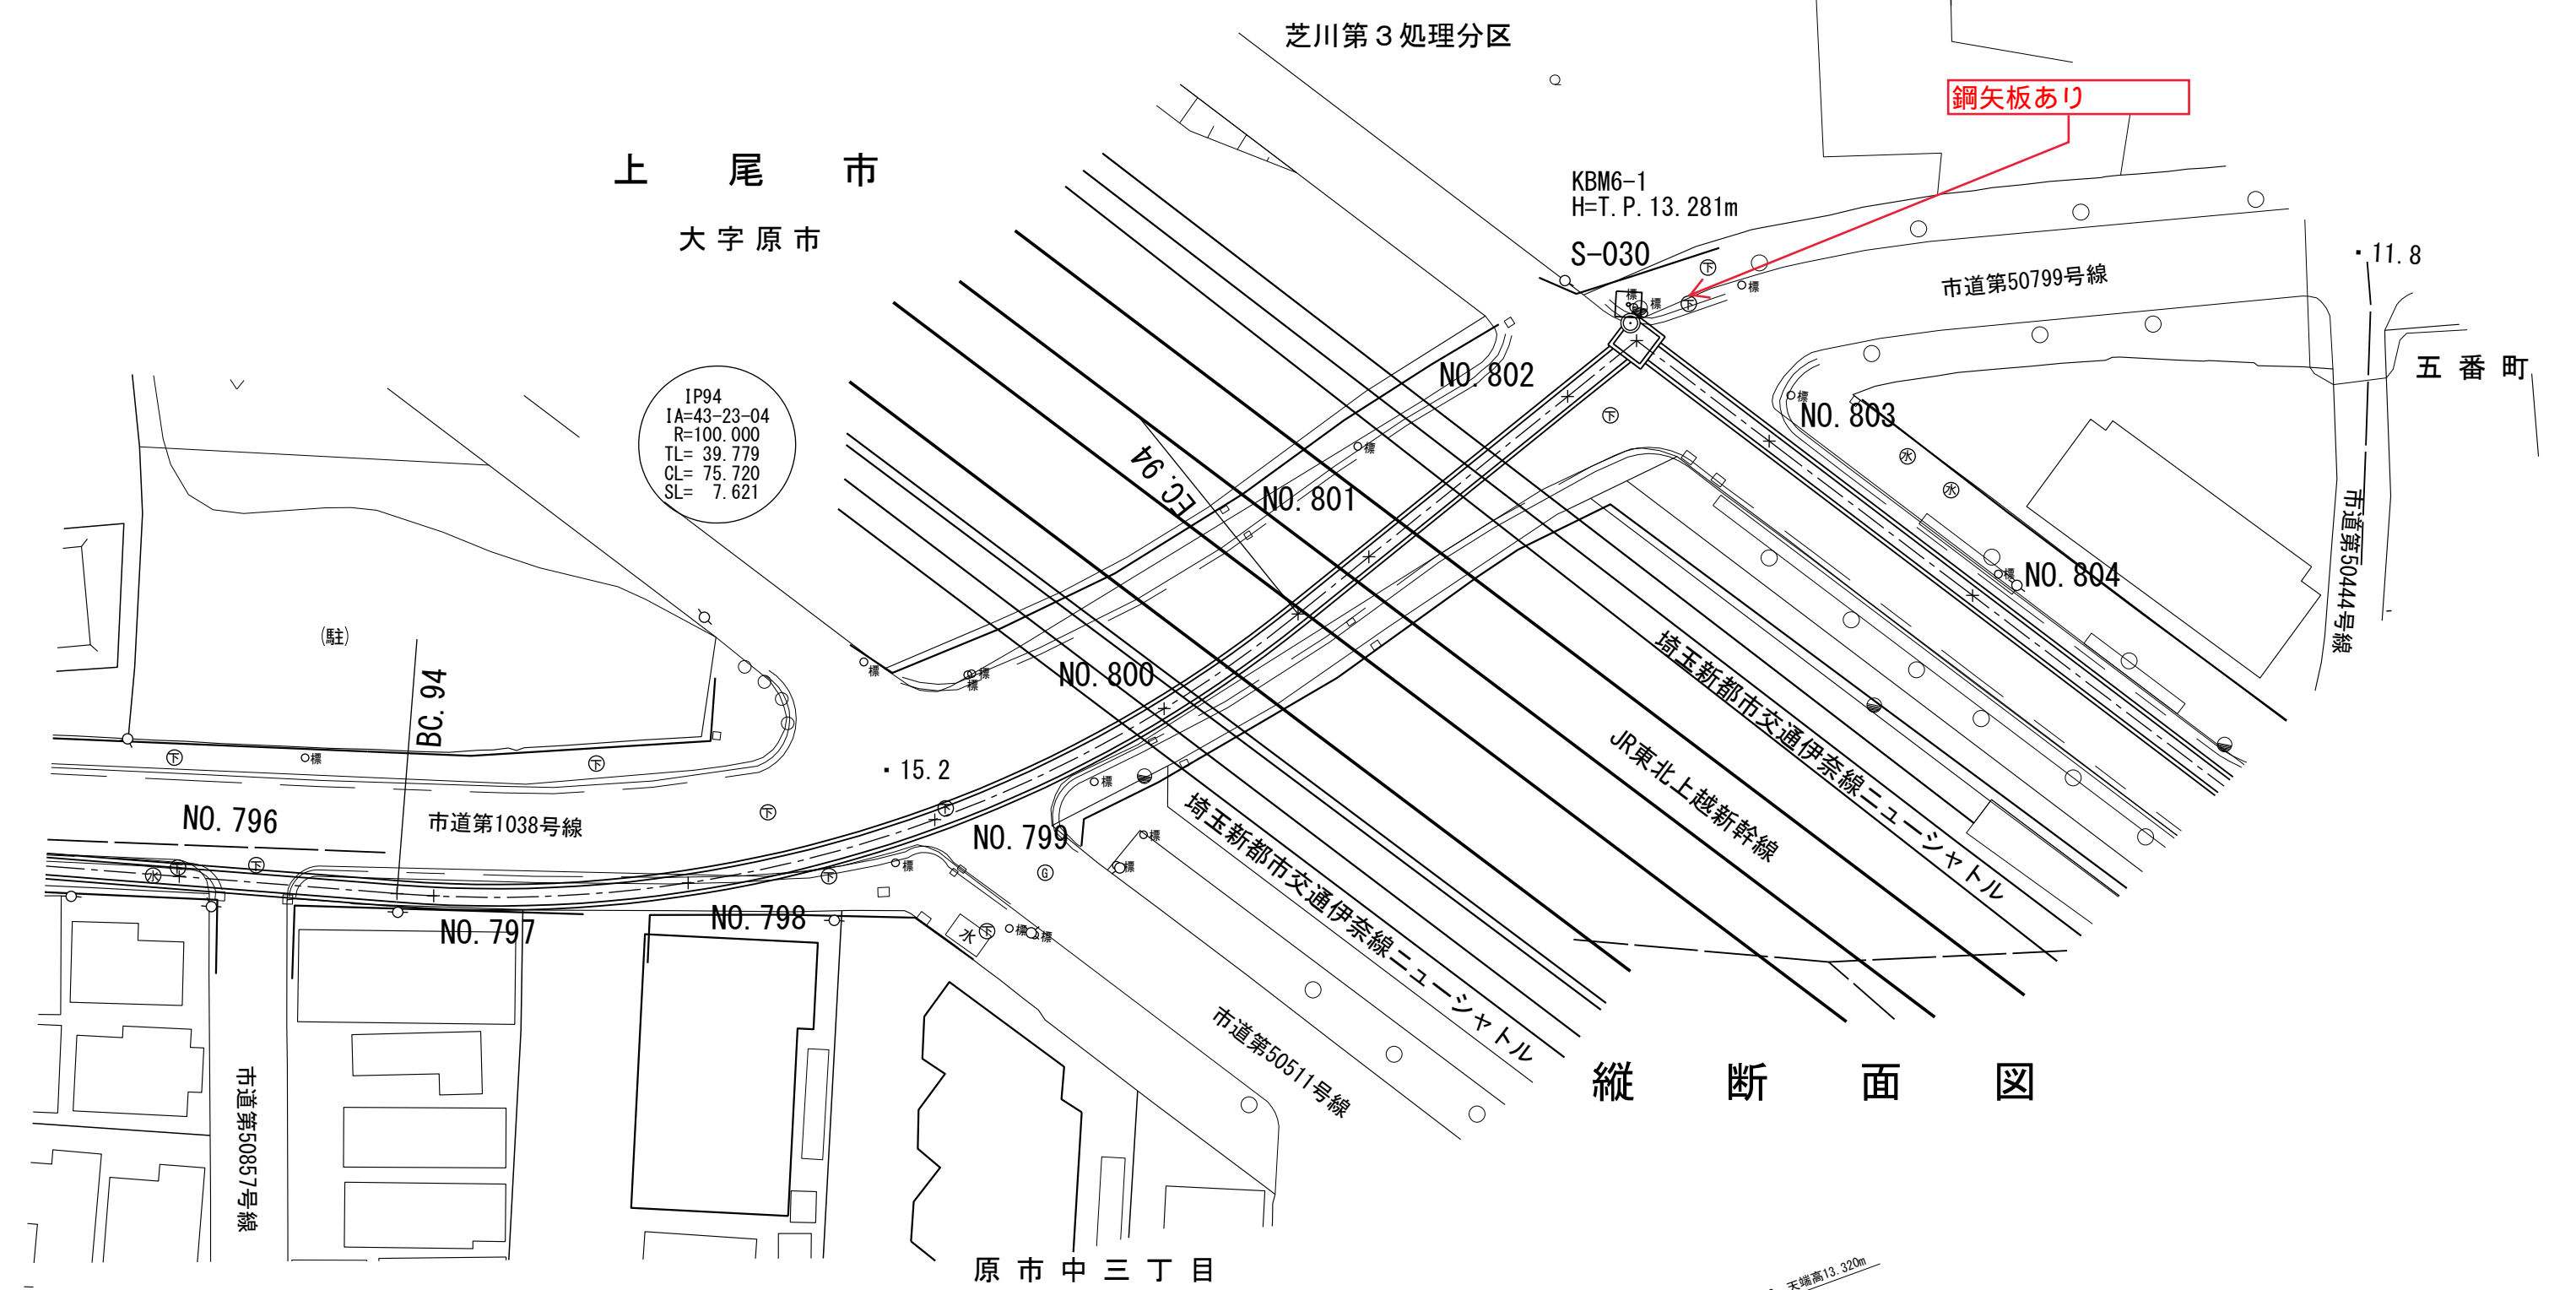 芝川第３処理分区
鋼矢板あり
上尾市
大字原市
KBM6-1
H=T.P.13.281m
S-030
・11.8
市道第50799号線
五番町
IP94
IA=43-23-04
R=100.000
TL= 39.779
CL= 75.720
SL= 7.621
NO.802
NO.803
EC.94
NO.801
NO.804
市道第50444号線
(駐)
NO.800
BC.94
埼玉新都市交通伊奈線ニューシャトル
JR東北上越新幹線
・15.2
埼玉新都市交通伊奈線ニューシャトル
NO.796
市道第1038号線
NO.799
NO.797
NO.798
水
下
G
標
市道第50511号線
市道第50857号線
縦断面図
原市中三丁目
天端高13.320m